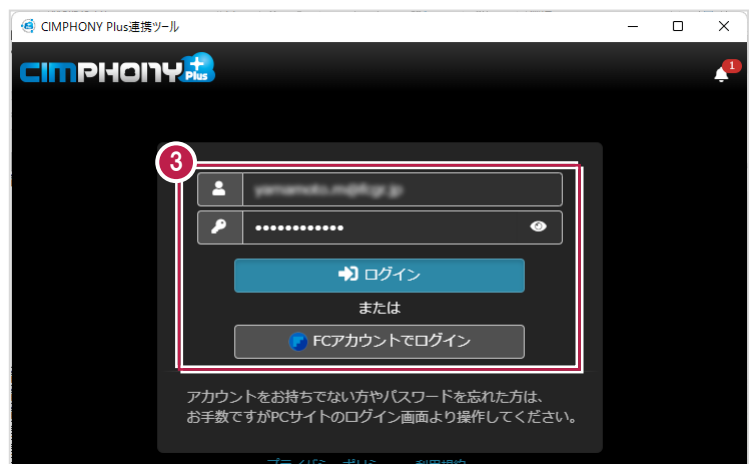 CIMPHONY Plus連携ツール
CIMPHONY Plus
1
3
••••••••••••
ログイン
または
FCアカウントでログイン
アカウントをお持ちでない方やパスワードを忘れた方は、
お手数ですがPCサイトのログイン画面より操作してください。